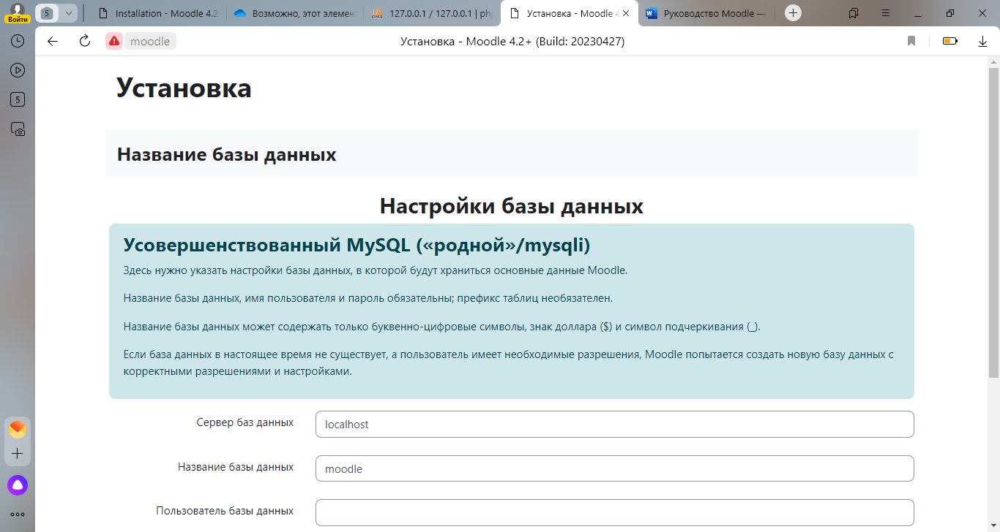 Войти
5
Installation - Moodle 4.2
Возможно, этот элемен
127.0.0.1 / 127.0.0.1 | ph
Установка - Moodle 4
Руководство Moodle —
moodle
Установка - Moodle 4.2+ (Build: 20230427)
5
Установка
Название базы данных
Настройки базы данных
Усовершенствованный MySQL («родной»/mysqli)
Здесь нужно указать настройки базы данных, в которой будут храниться основные данные Moodle.
Название базы данных, имя пользователя и пароль обязательны; префикс таблиц необязателен.
Название базы данных может содержать только буквенно-цифровые символы, знак доллара ($) и символ подчеркивания (_).
Если база данных в настоящее время не существует, а пользователь имеет необходимые разрешения, Moodle попытается создать новую базу данных с
корректными разрешениями и настройками.
Сервер баз данных
localhost
Название базы данных
moodle
Пользователь базы данных